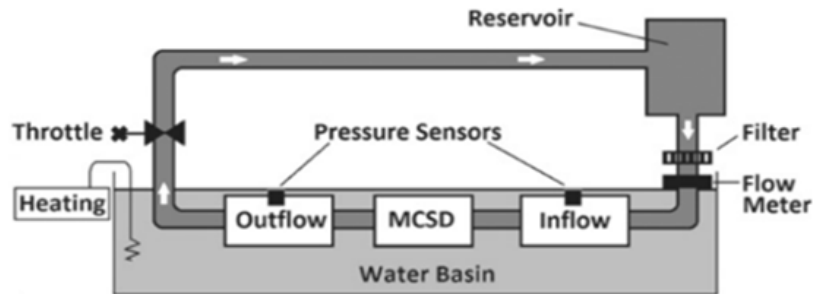 Reservoir
Throttle
Pressure Sensors
Filter
Heating
Flow
Meter
Outflow
MCSD
Inflow
Water Basin